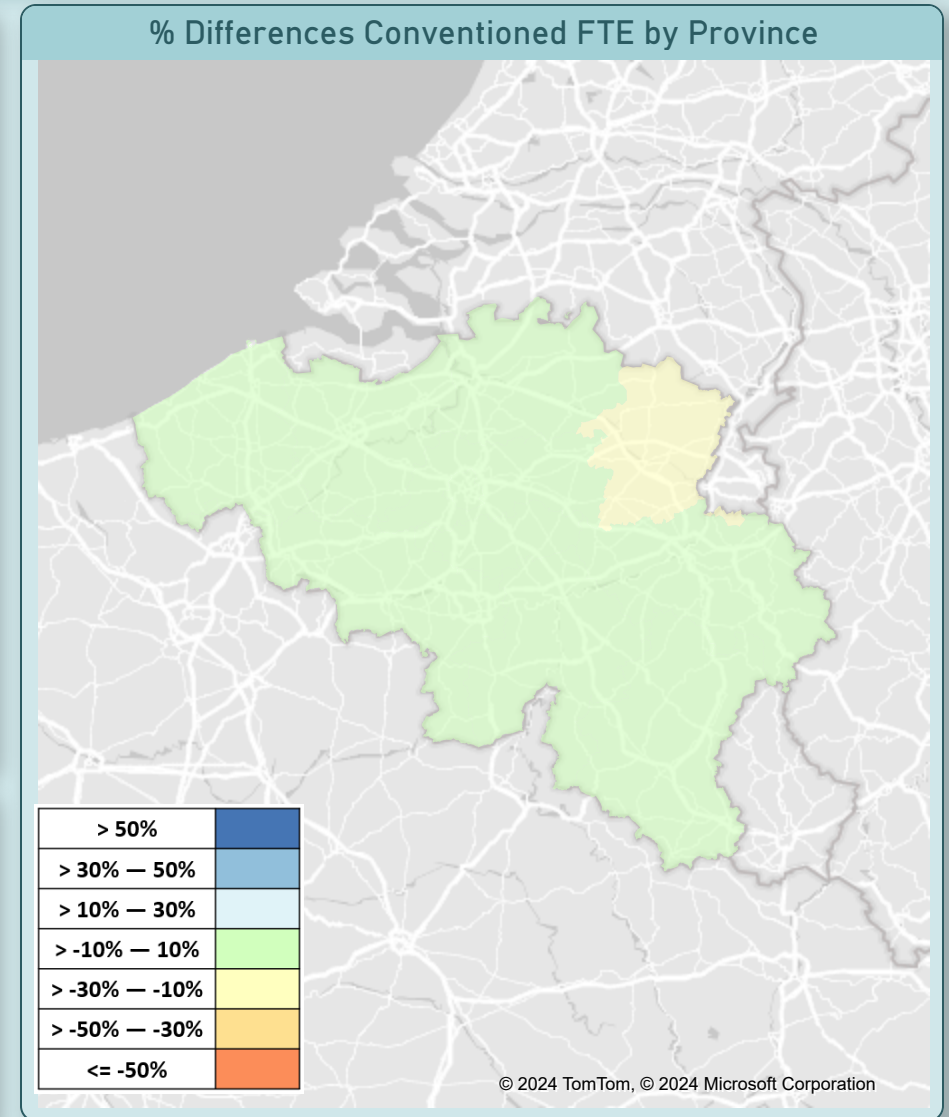 % Differences Conventioned FTE by Province
> 50%
> 30% — 50%
> 10% — 30%
> -10% — 10%
> -30% — -10%
> -50% — -30%
<= -50%
© 2024 TomTom, © 2024 Microsoft Corporation